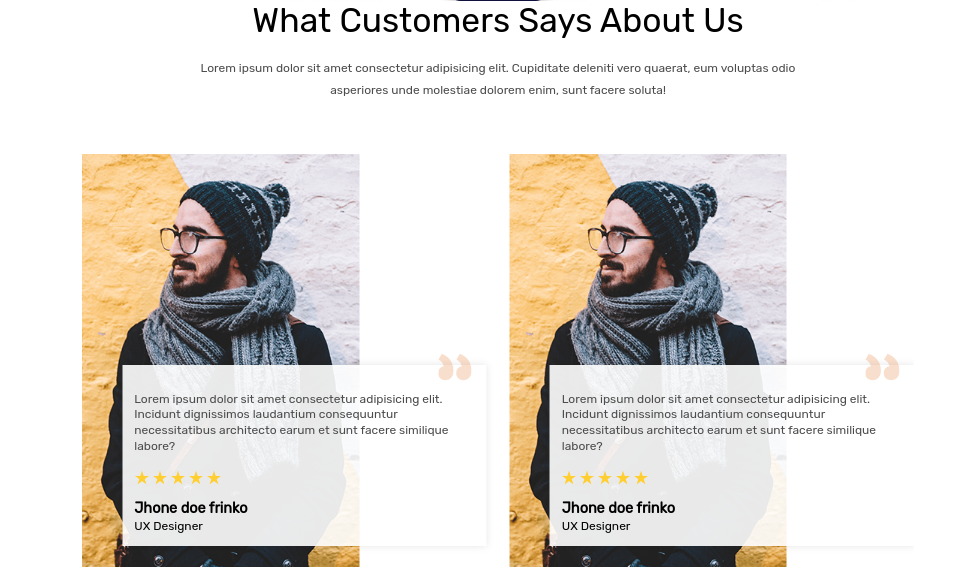 What Customers Says About Us
Lorem ipsum dolor sit amet consectetur adipisicing elit. Cupiditate deleniti vero quaerat, eum voluptas odio
asperiores unde molestiae dolorem enim, sunt facere soluta!
Lorem ipsum dolor sit amet consectetur adipisicing elit.
Incidunt dignissimos laudantium consequuntur
necessitatibus architecto earum et sunt facere similique
labore?
Jhone doe frinko
UX Designer
Lorem ipsum dolor sit amet consectetur adipisicing elit.
Incidunt dignissimos laudantium consequuntur
necessitatibus architecto earum et sunt facere similique
labore?
Jhone doe frinko
UX Designer